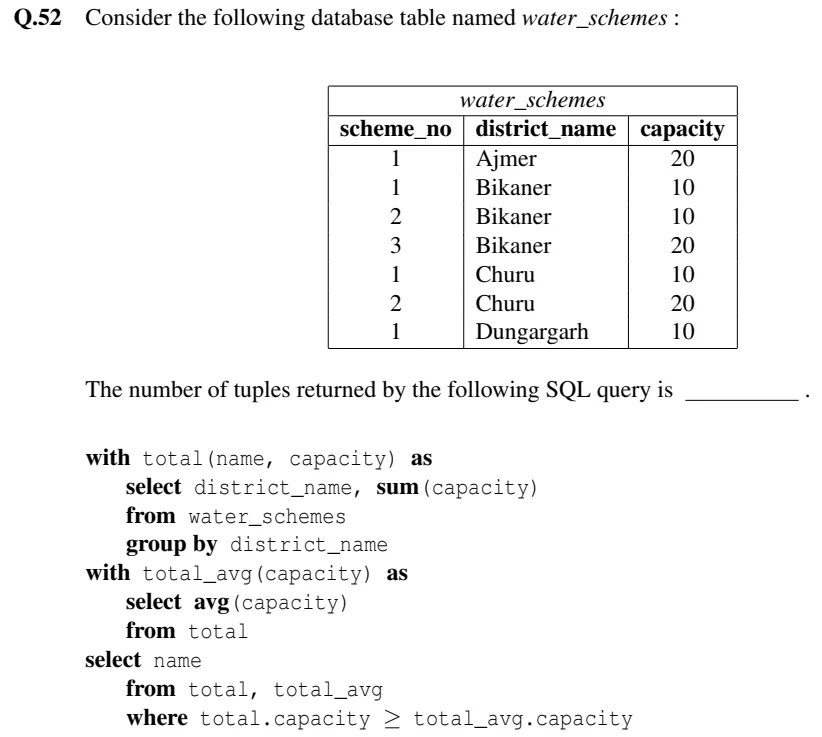 Q.52 Consider the following database table named water_schemes :
water_schemes
scheme_no district_name capacity
1 Ajmer 20
1 Bikaner 10
2 Bikaner 10
3 Bikaner 20
1 Churu 10
2 Churu 20
1 Dungargarh 10
The number of tuples returned by the following SQL query is __________ .
with total(name, capacity) as
select district_name, sum(capacity)
from water_schemes
group by district_name
with total_avg(capacity) as
select avg(capacity)
from total
select name
from total, total_avg
where total.capacity ≥ total_avg.capacity